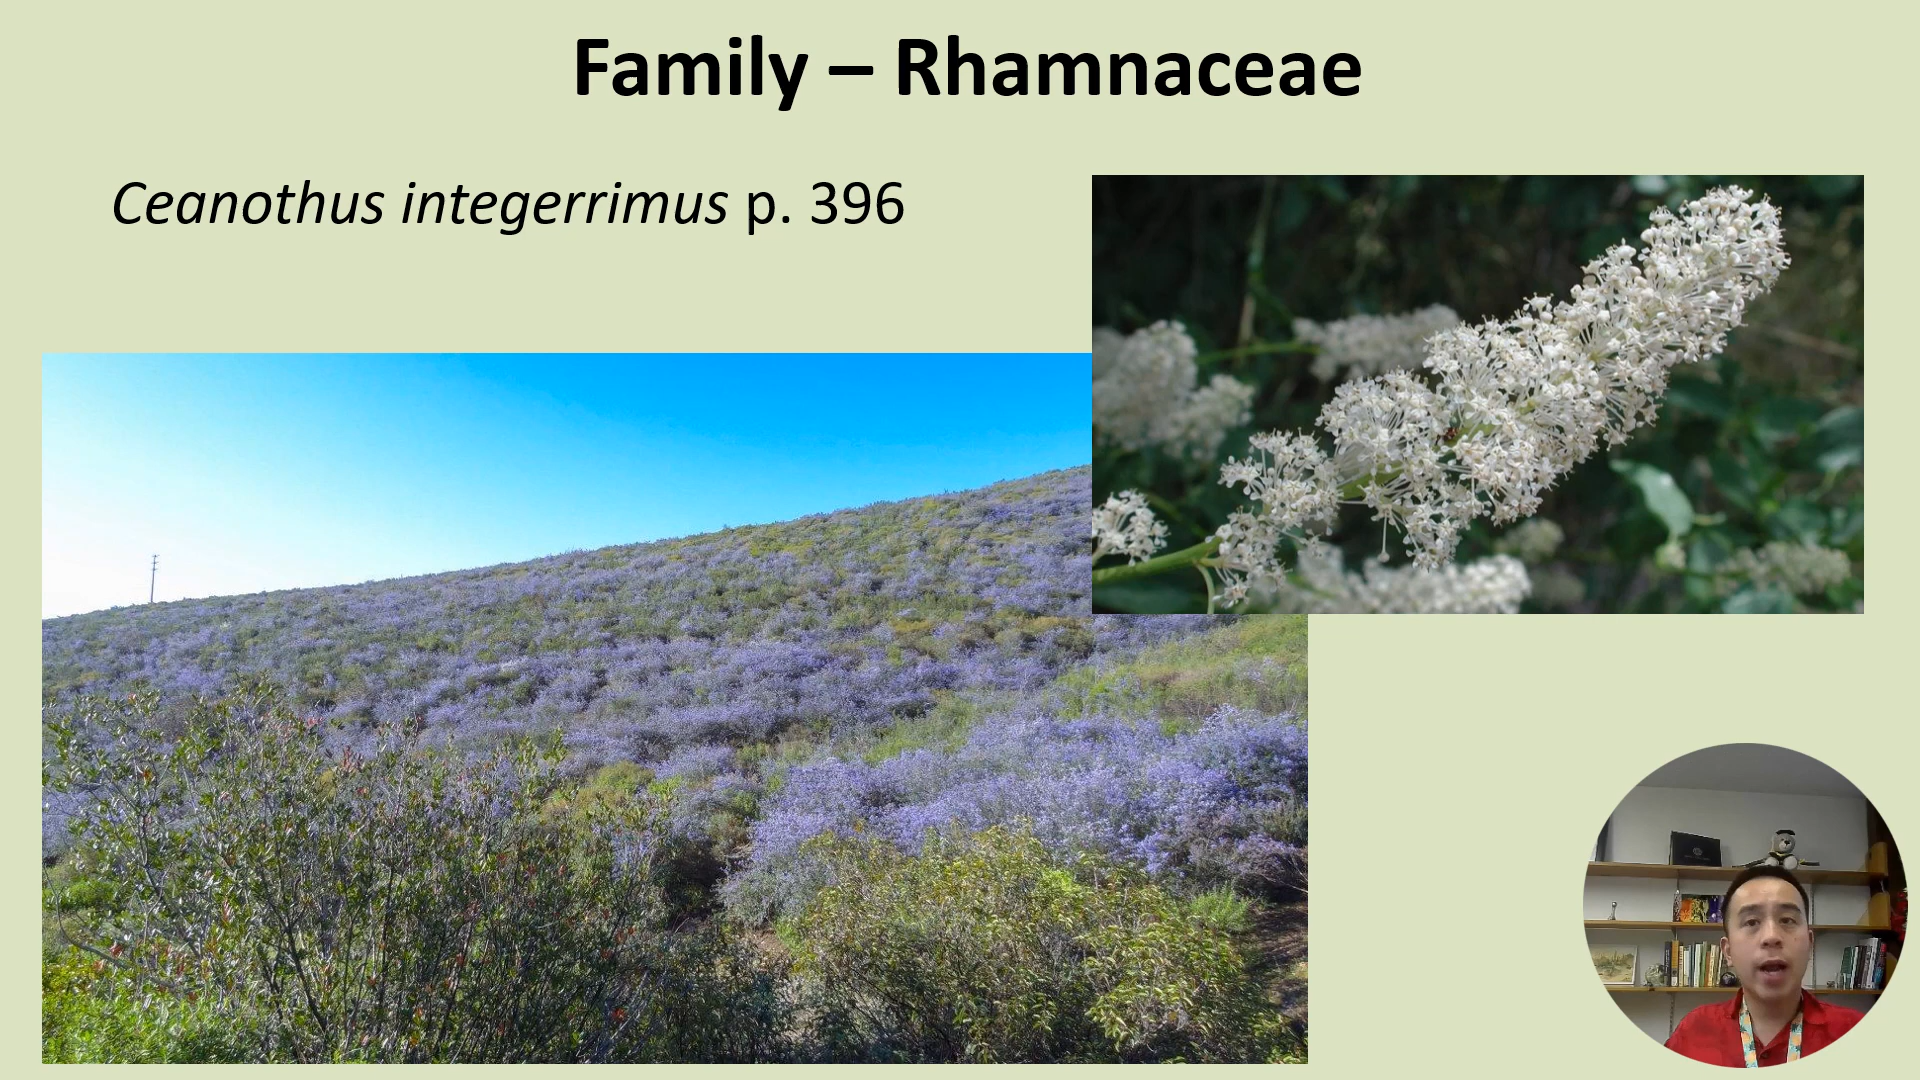 Family – Rhamnaceae
Ceanothus integerrimus p. 396